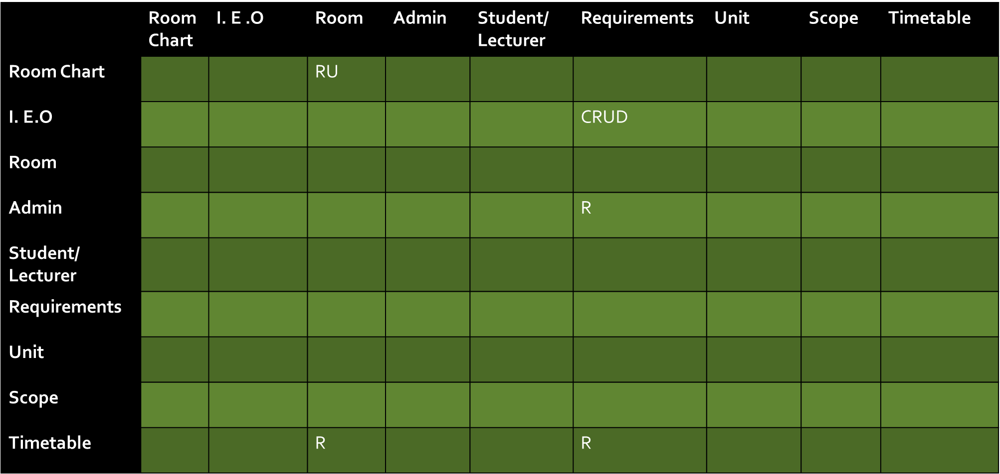 Room Chart I. E .O Room Admin Student/ Lecturer Requirements Unit Scope Timetable
Room Chart RU
I. E.O CRUD
Room
Admin R
Student/
Lecturer
Requirements
Unit
Scope
Timetable R R